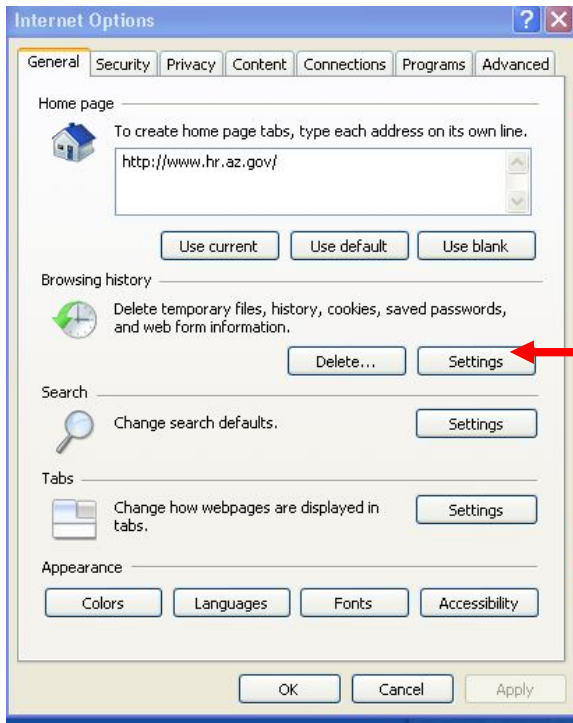 Internet Options
General Security Privacy Content Connections Programs Advanced
Home page
To create home page tabs, type each address on its own line.
http://www.hr.az.gov/
Use current Use default Use blank
Browsing history
Delete temporary files, history, cookies, saved passwords,
and web form information.
Delete... Settings
Search
Change search defaults. Settings
Tabs
Change how webpages are displayed in
tabs.
Settings
Appearance
Colors Languages Fonts Accessibility
OK Cancel Apply